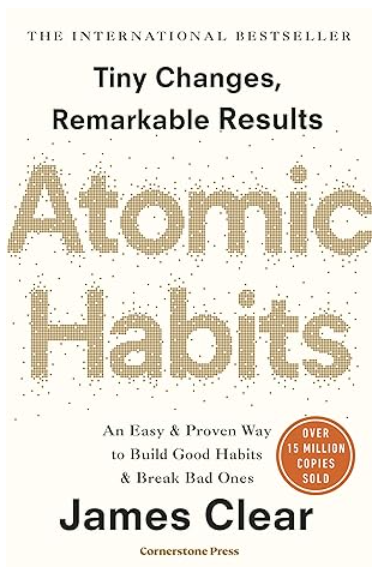 THE INTERNATIONAL BESTSELLER
Tiny Changes,
Remarkable Results
Atomic
Habits
An Easy & Proven Way
to Build Good Habits
& Break Bad Ones
OVER
15 MILLION
COPIES
SOLD
James Clear
Cornerstone Press